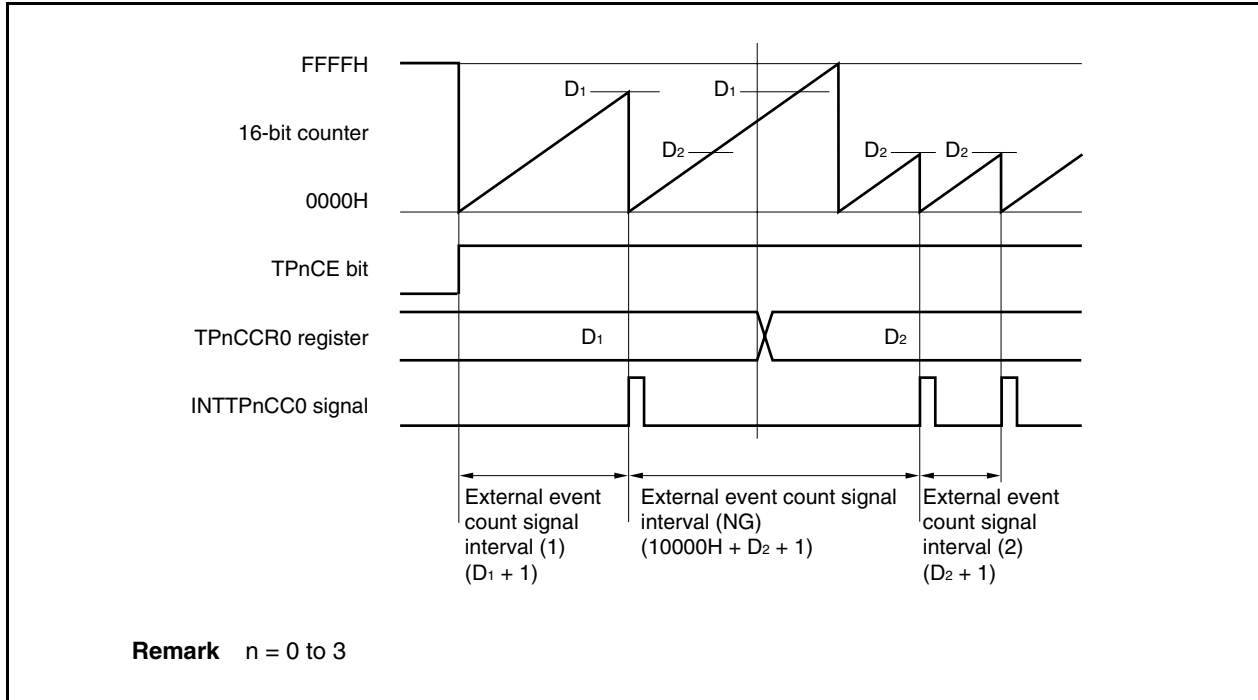 FFFFH
D1
D1
16-bit counter
D2
D2
D2
0000H
TPnCE bit
TPnCCR0 register
D1
D2
INTTPnCC0 signal
External event
count signal
interval (1)
(D1 + 1)
External event count signal
interval (NG)
(10000H + D2 + 1)
External event
count signal
interval (2)
(D2 + 1)
Remark n = 0 to 3